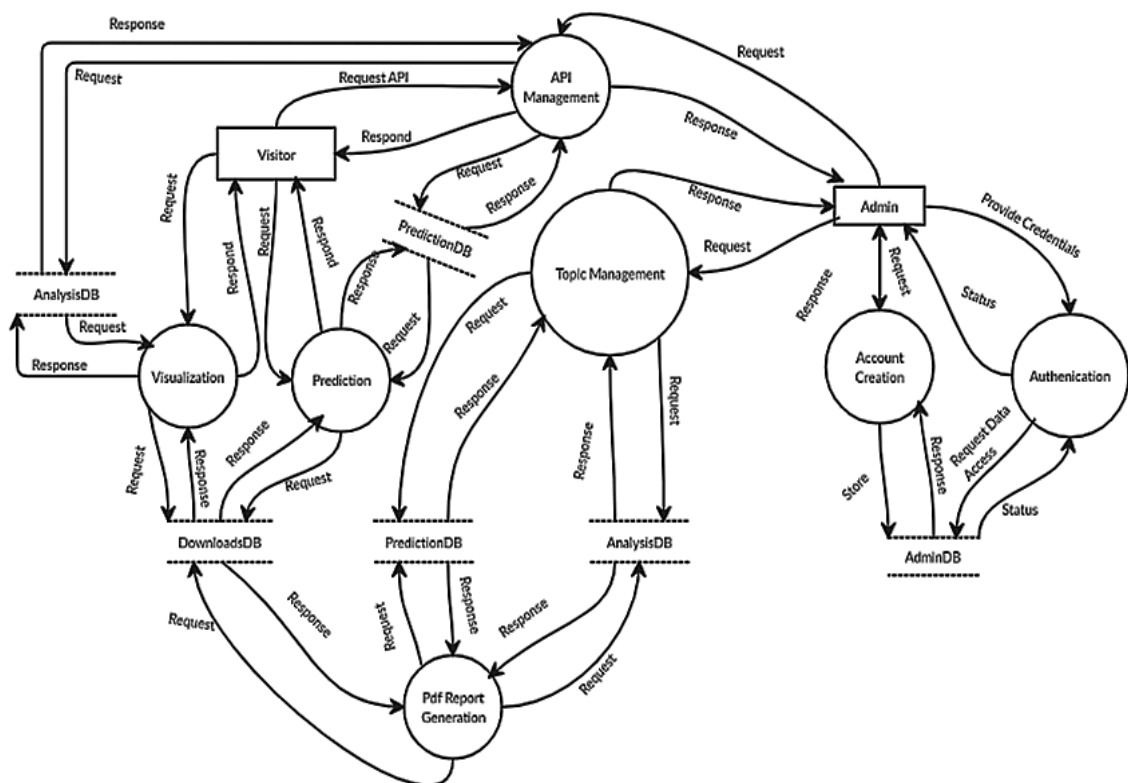 Response
Request
Request
Request API
API
Management
Response
Respond
Visitor
Request
Response
Request
Request
Respond
Respond
PredictionDB
Response
Request
Response
Admin
Provide Credentials
Request
Topic Management
AnalysisDB
Request
Response
Visualization
Prediction
Request
Response
Request
Response
Response
Request
Account
Creation
Status
Authenication
Request
Response
Response
Request
Response
Request
Store
Response
Request Data
Access
Status
DownloadsDB
PredictionDB
AnalysisDB
AdminDB
Request
Response
Request
Response
Response
Request
Pdf Report
Generation